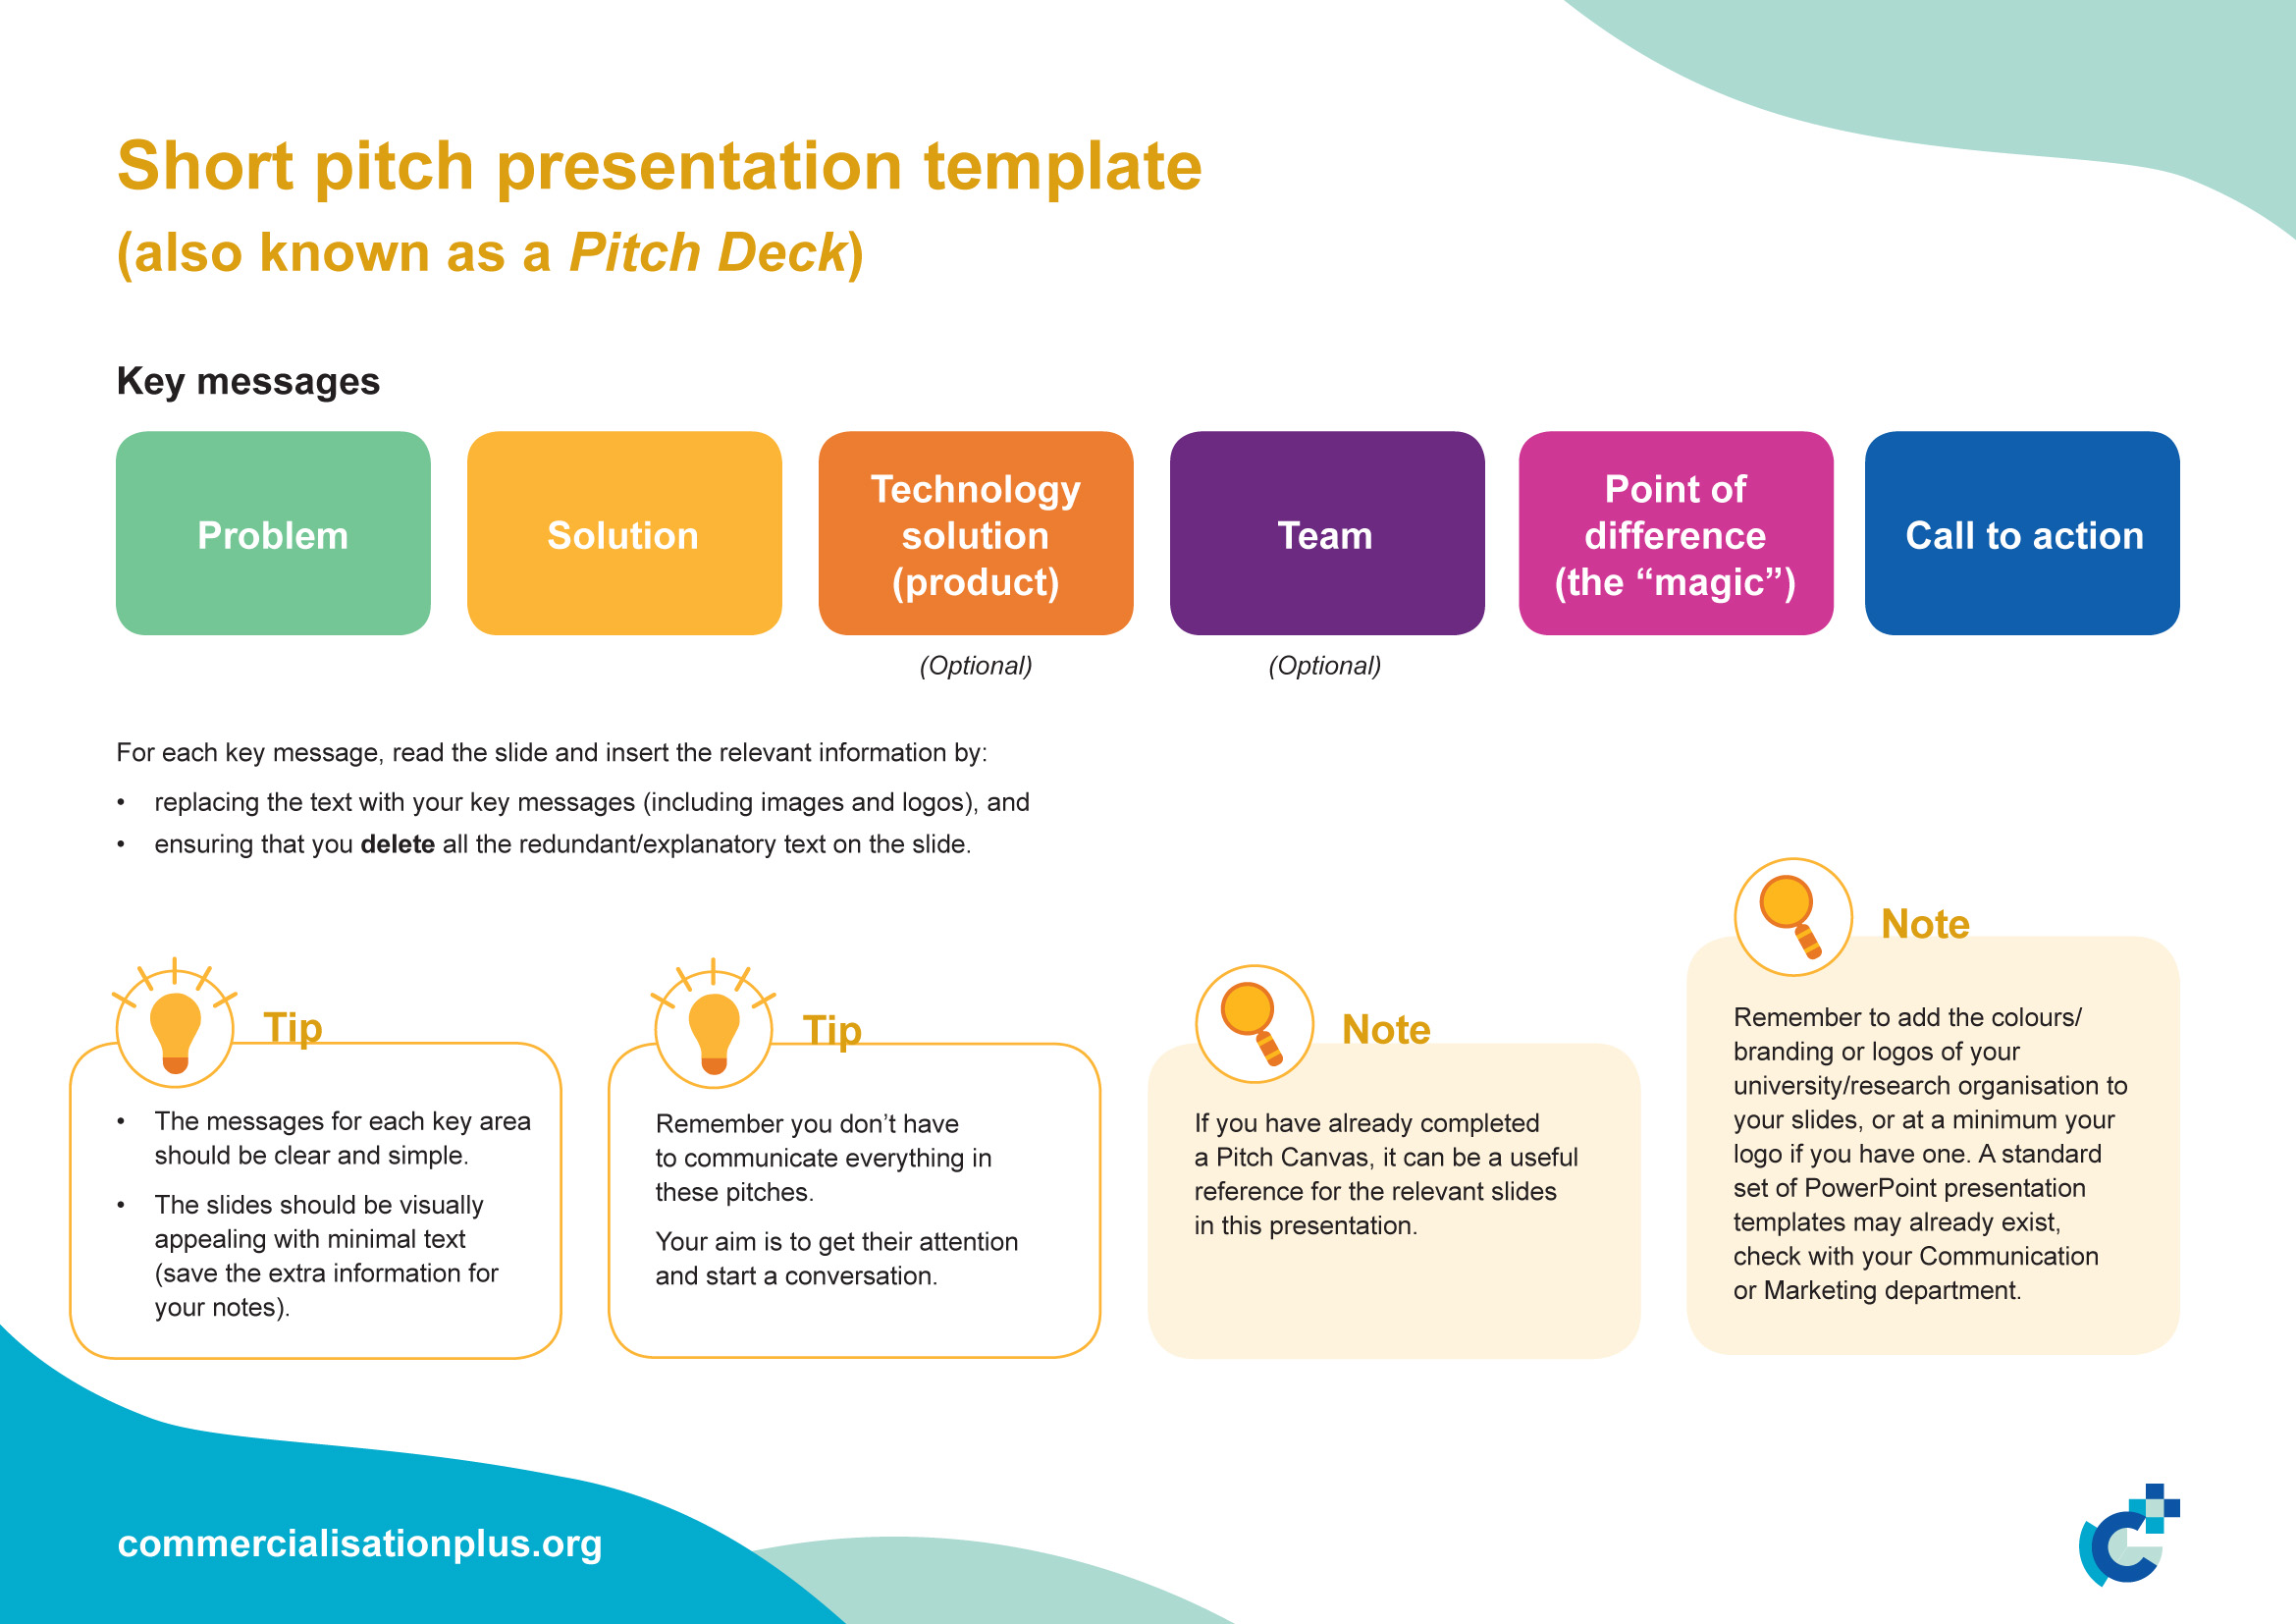 Short pitch presentation template
(also known as a Pitch Deck)
Key messages
Problem
Solution
Technology
solution
(product)
Team
Point of
difference
(the “magic”)
Call to action
(Optional)
(Optional)
For each key message, read the slide and insert the relevant information by:
• replacing the text with your key messages (including images and logos), and
• ensuring that you delete all the redundant/explanatory text on the slide.
Tip
• The messages for each key area
should be clear and simple.
• The slides should be visually
appealing with minimal text
(save the extra information for
your notes).
Tip
Remember you don’t have
to communicate everything in
these pitches.
Your aim is to get their attention
and start a conversation.
Note
If you have already completed
a Pitch Canvas, it can be a useful
reference for the relevant slides
in this presentation.
Note
Remember to add the colours/
branding or logos of your
university/research organisation to
your slides, or at a minimum your
logo if you have one. A standard
set of PowerPoint presentation
templates may already exist,
check with your Communication
or Marketing department.
commercialisationplus.org